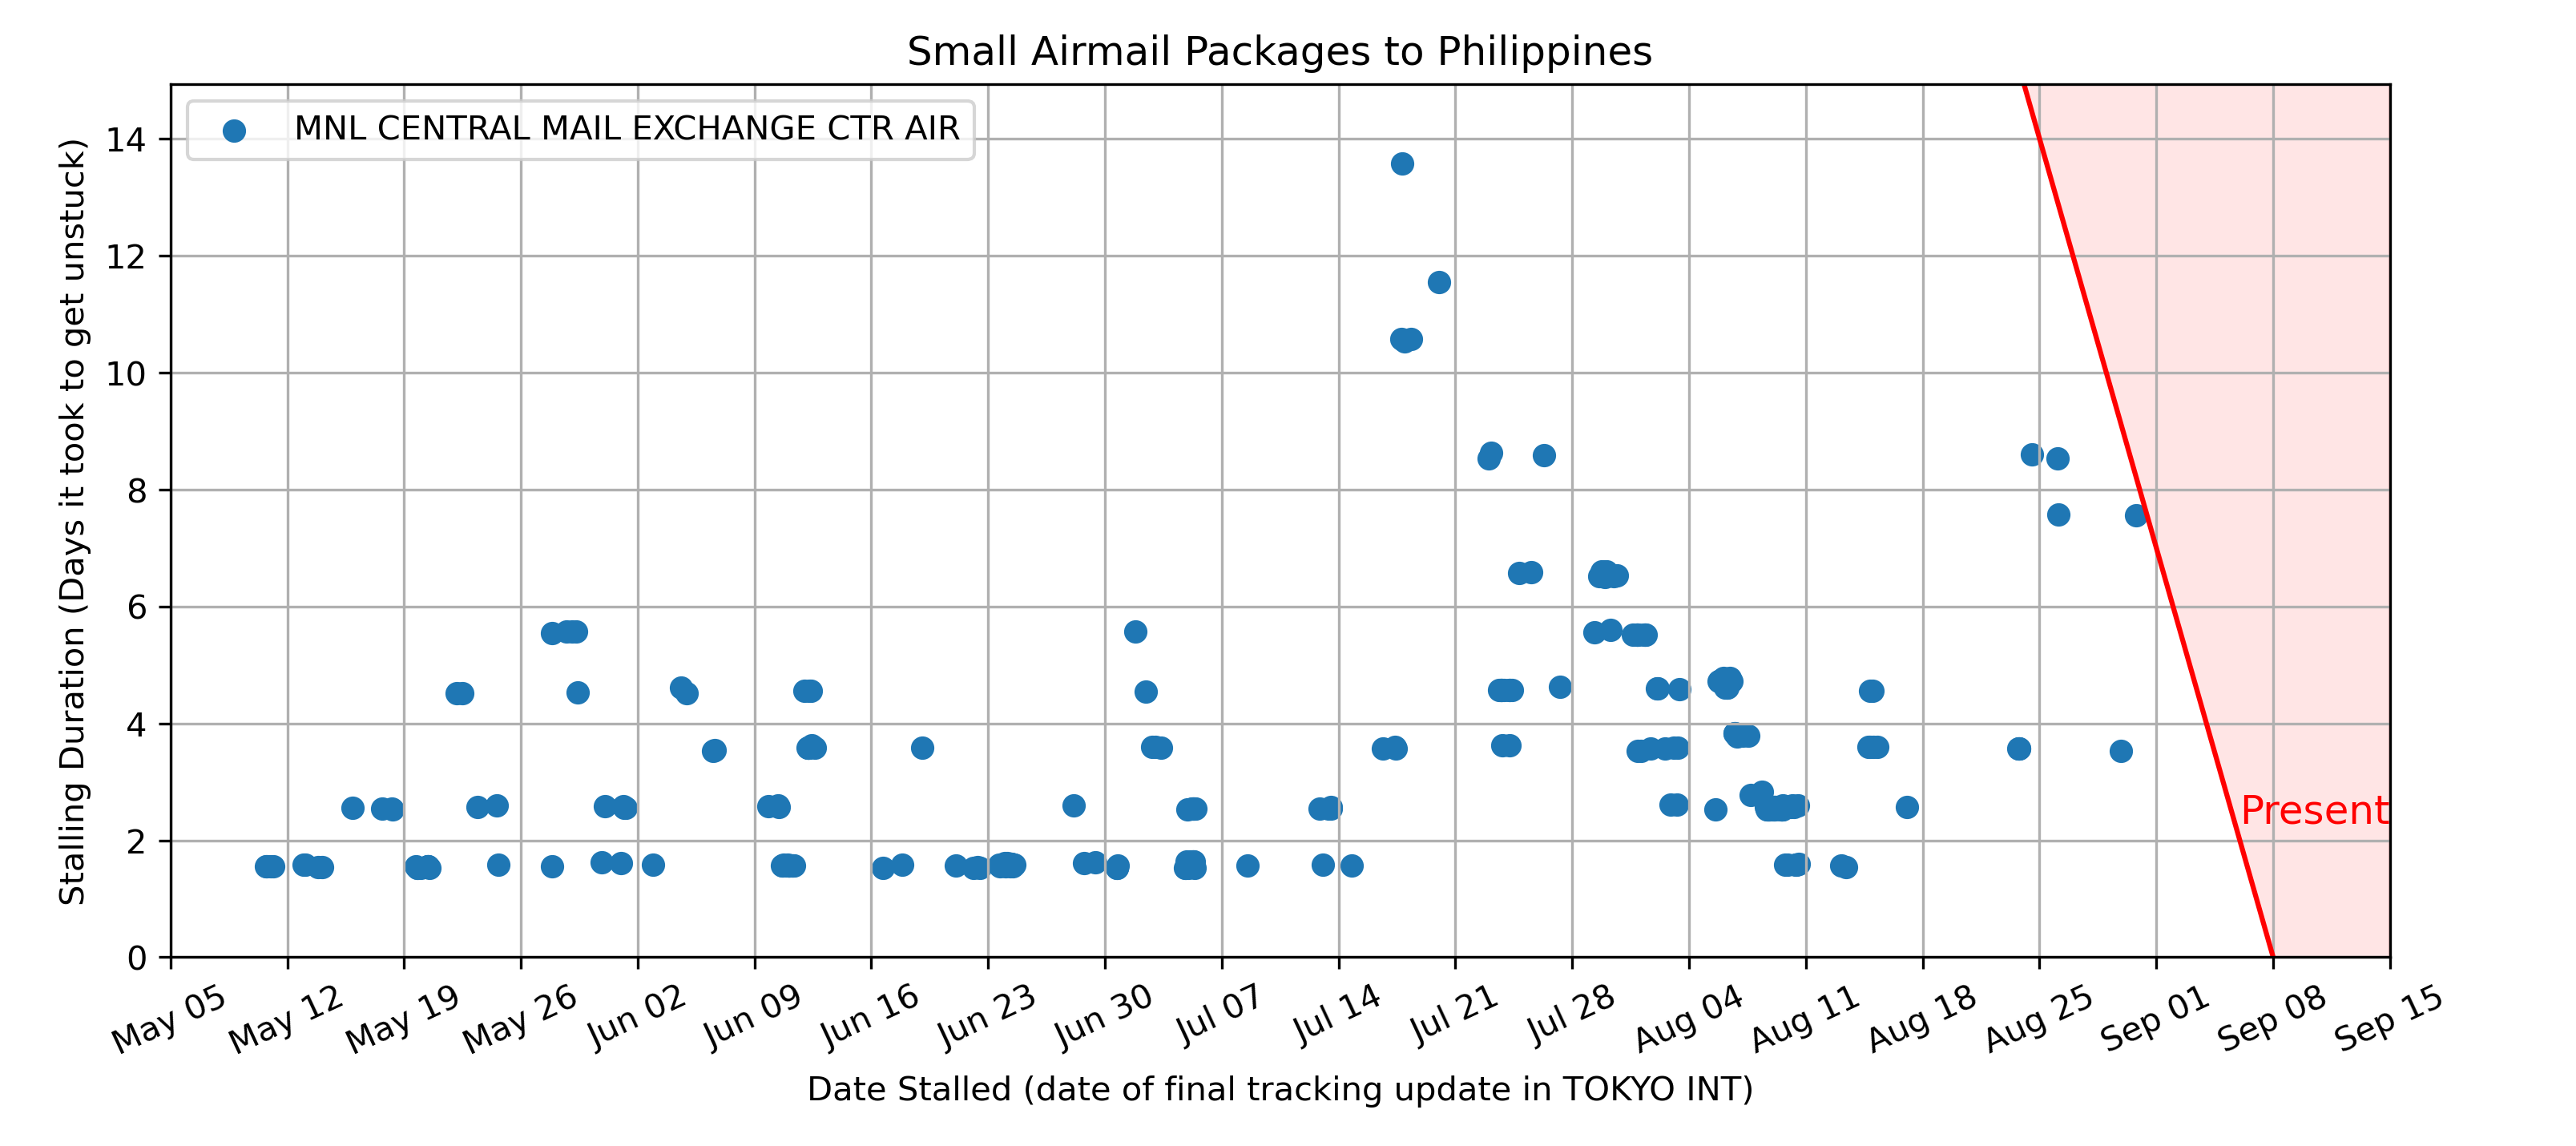 Small Airmail Packages to Philippines
MNL CENTRAL MAIL EXCHANGE CTR AIR
Stalling Duration (Days it took to get unstuck)
14
12
10
8
6
4
2
0
Present
May 05 May 12 May 19 May 26 Jun 02 Jun 09 Jun 16 Jun 23 Jun 30 Jul 07 Jul 14 Jul 21 Jul 28 Aug 04 Aug 11 Aug 18 Aug 25 Sep 01 Sep 08 Sep 15
Date Stalled (date of final tracking update in TOKYO INT)